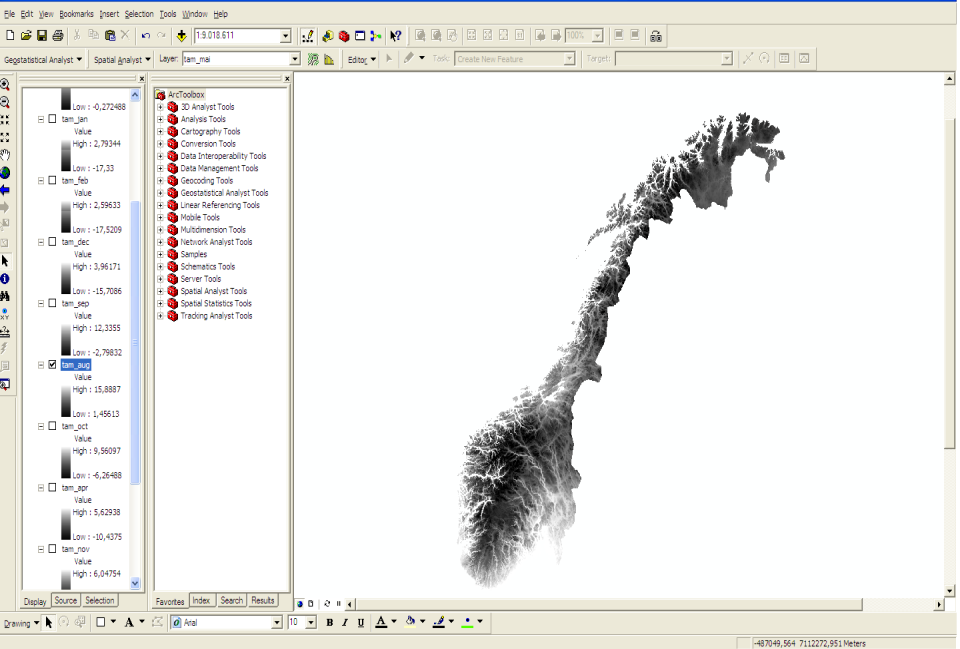 File Edit View Bookmarks Insert Selection Tools Window Help
1:9.018.611
100%
Geostatistical Analyst Spatial Analyst Layer: tam_mai Editor Task: Create New Feature Target:
Low : -0,272488
tam_jan
Value
High : 2,79344
Low : -17,33
tam_feb
Value
High : 2,59633
Low : -17,5209
tam_dec
Value
High : 3,96171
Low : -15,7086
tam_sep
Value
High : 12,3355
Low : -2,79832
tam_aug
Value
High : 15,8887
Low : 1,45613
tam_oct
Value
High : 9,56097
Low : -6,26488
tam_apr
Value
High : 5,62938
Low : -10,4375
tam_nov
Value
High : 6,04754
Display Source Selection
ArcToolbox
3D Analyst Tools
Analysis Tools
Cartography Tools
Conversion Tools
Data Interoperability Tools
Data Management Tools
Geocoding Tools
Geostatistical Analyst Tools
Linear Referencing Tools
Mobile Tools
Multidimension Tools
Network Analyst Tools
Samples
Schematics Tools
Server Tools
Spatial Analyst Tools
Spatial Statistics Tools
Tracking Analyst Tools
Favorites Index Search Results
Drawing A Arial 10 B I U A
-487049,564 7112272,951 Meters